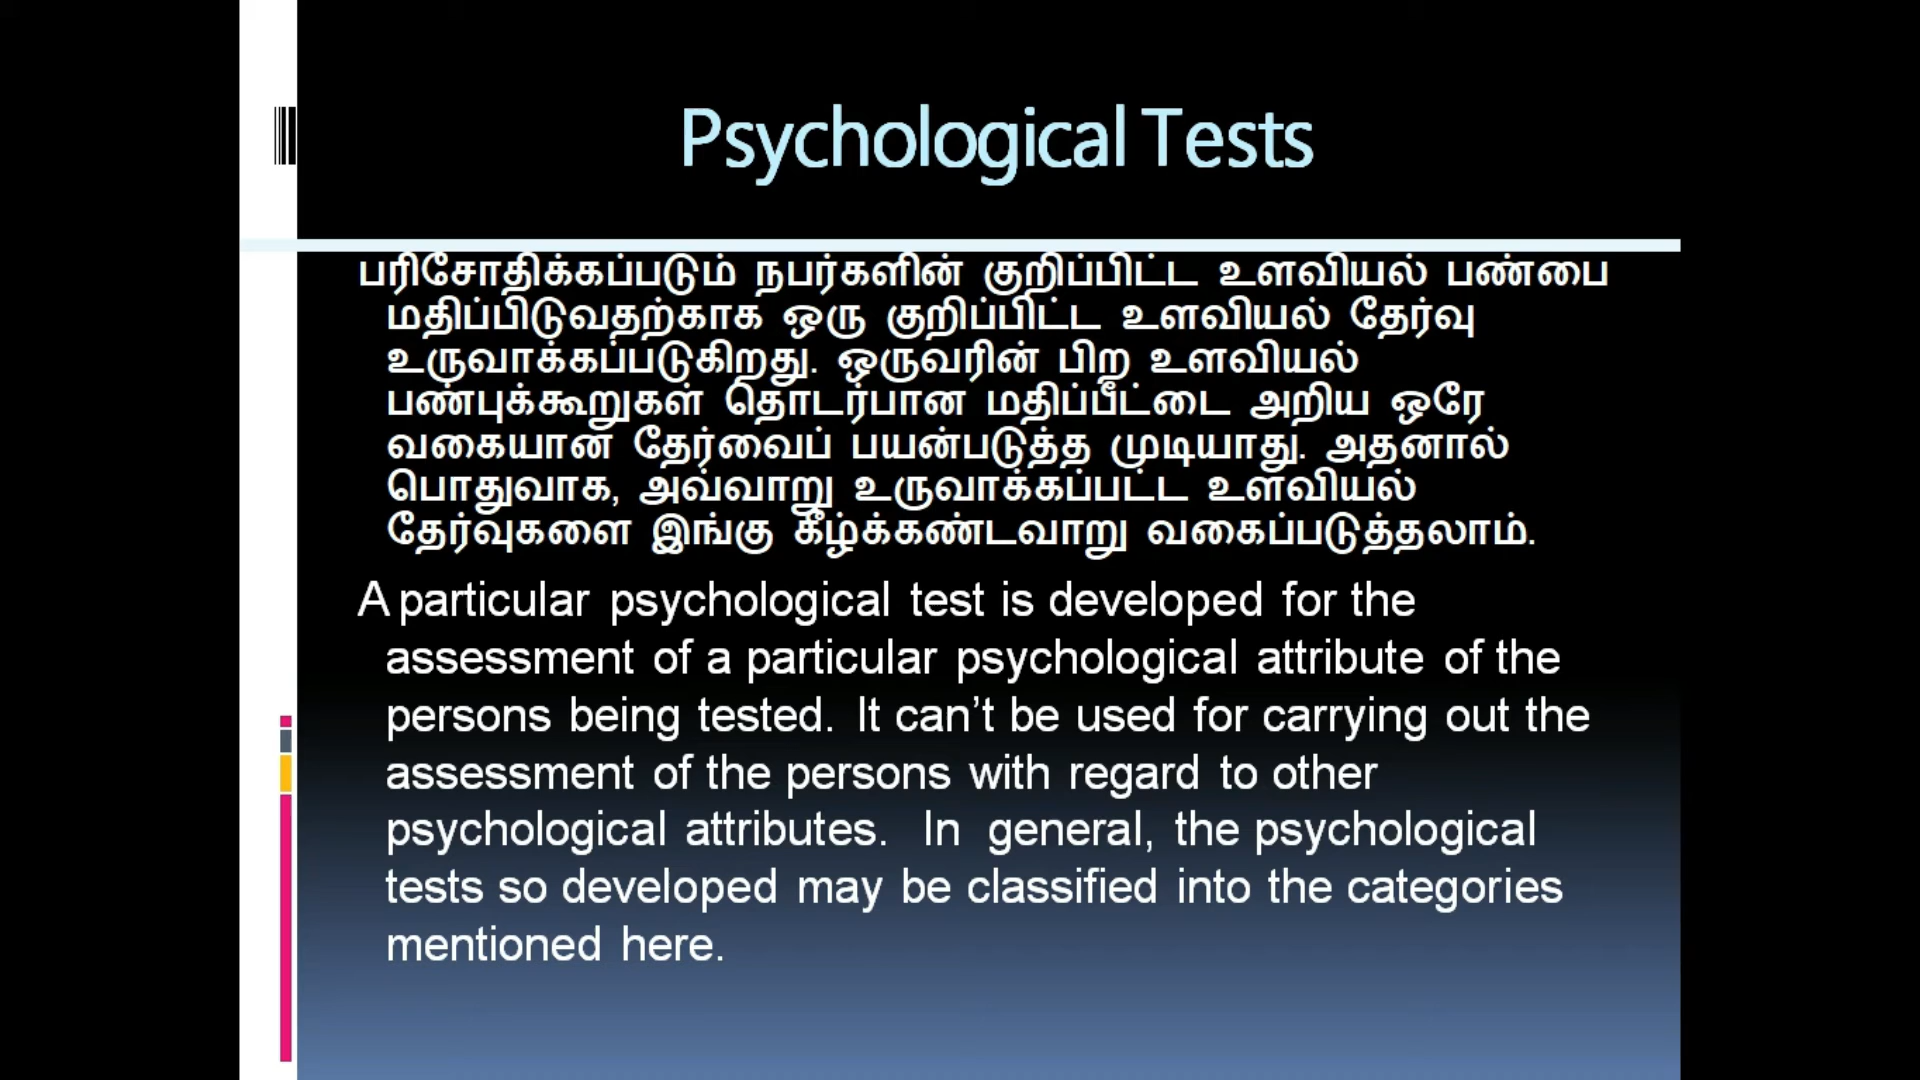 Psychological Tests
பரிசோதிக்கப்படும் நபர்களின் குறிப்பிட்ட உளவியல் பண்பை
மதிப்பிடுவதற்காக ஒரு குறிப்பிட்ட உளவியல் தேர்வு
உருவாக்கப்படுகிறது. ஒருவரின் பிற உளவியல்
பண்புக்கூறுகள் தொடர்பான மதிப்பீட்டை அறிய ஒரே
வகையான தேர்வைப் பயன்படுத்த முடியாது. அதனால்
பொதுவாக, அவ்வாறு உருவாக்கப்பட்ட உளவியல்
தேர்வுகளை இங்கு கீழ்க்கண்டவாறு வகைப்படுத்தலாம்.
A particular psychological test is developed for the
assessment of a particular psychological attribute of the
persons being tested. It can’t be used for carrying out the
assessment of the persons with regard to other
psychological attributes. In general, the psychological
tests so developed may be classified into the categories
mentioned here.